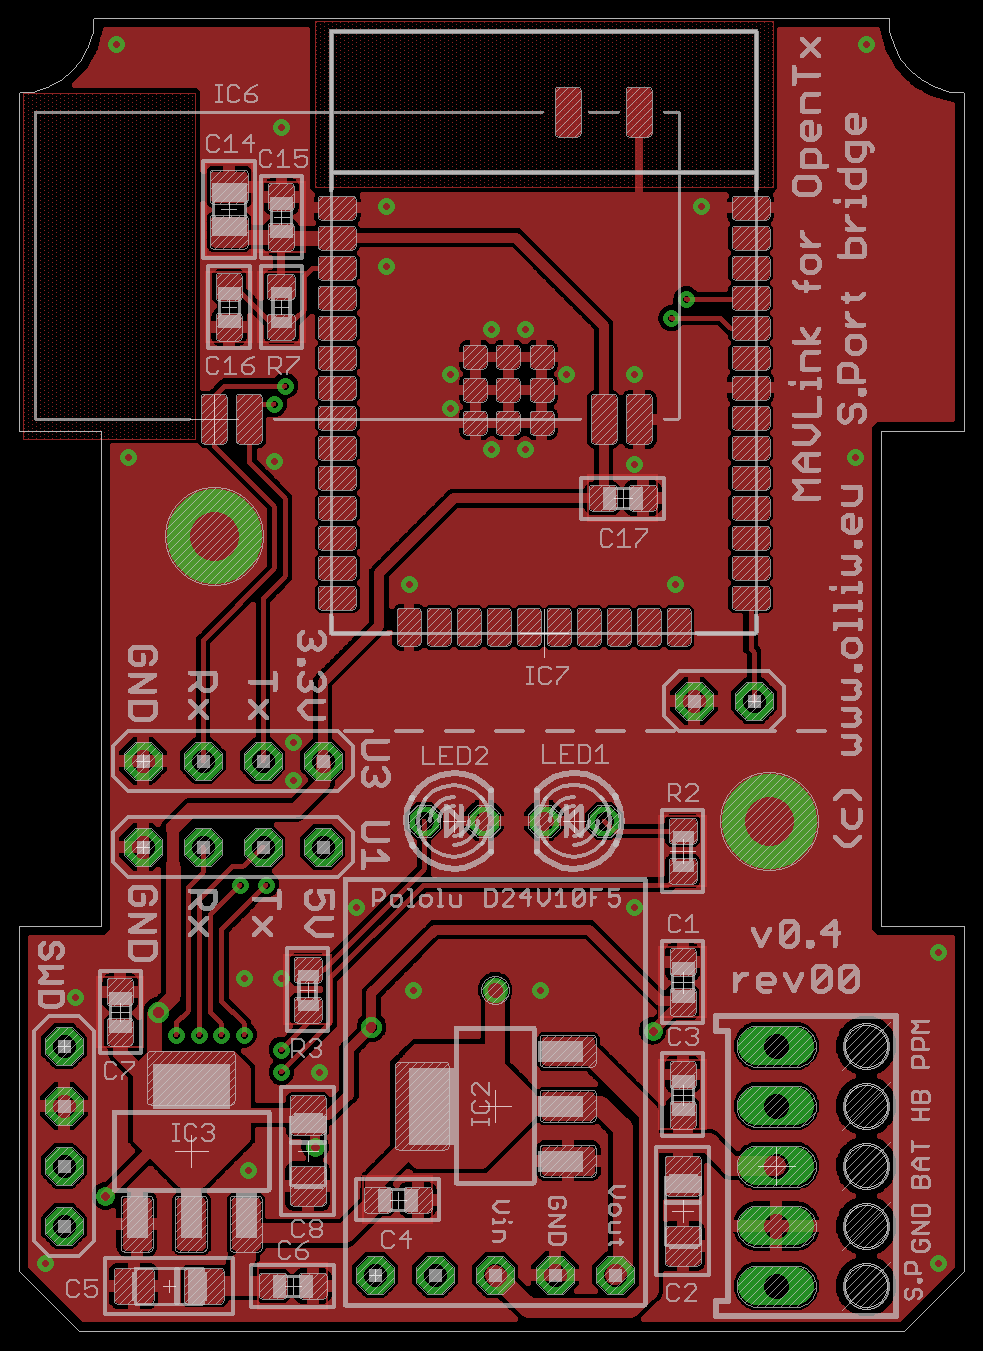 IC6
C14
C15
C16
R7
MAVLink for OpenTx
S.Port bridge
(c) www.olliw.eu
C17
IC7
GND
Rx
Tx
3.3V
U3
LED2
LED1
R2
U1
GND
Rx
Tx
5V
Pololu D24V10F5
C1
v0.4
rev00
SWD
C7
R3
C3
IC2
IC3
C8
C6
C5
C4
Vin
GND
Vout
C2
S.P GND BAT HB PPM